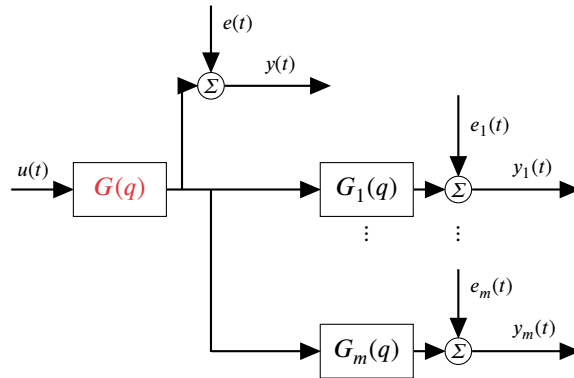 e(t)
y(t)
Σ
e₁(t)
u(t)
G(q)
G₁(q)
Σ
y₁(t)
⋮ ⋮
eₘ(t)
Gₘ(q)
Σ
yₘ(t)